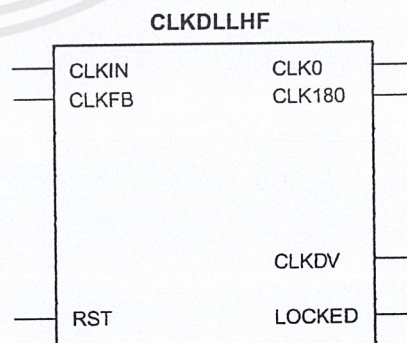 CLKDLLHF
CLKIN CLK0
CLKFB CLK180
CLKDV
RST LOCKED